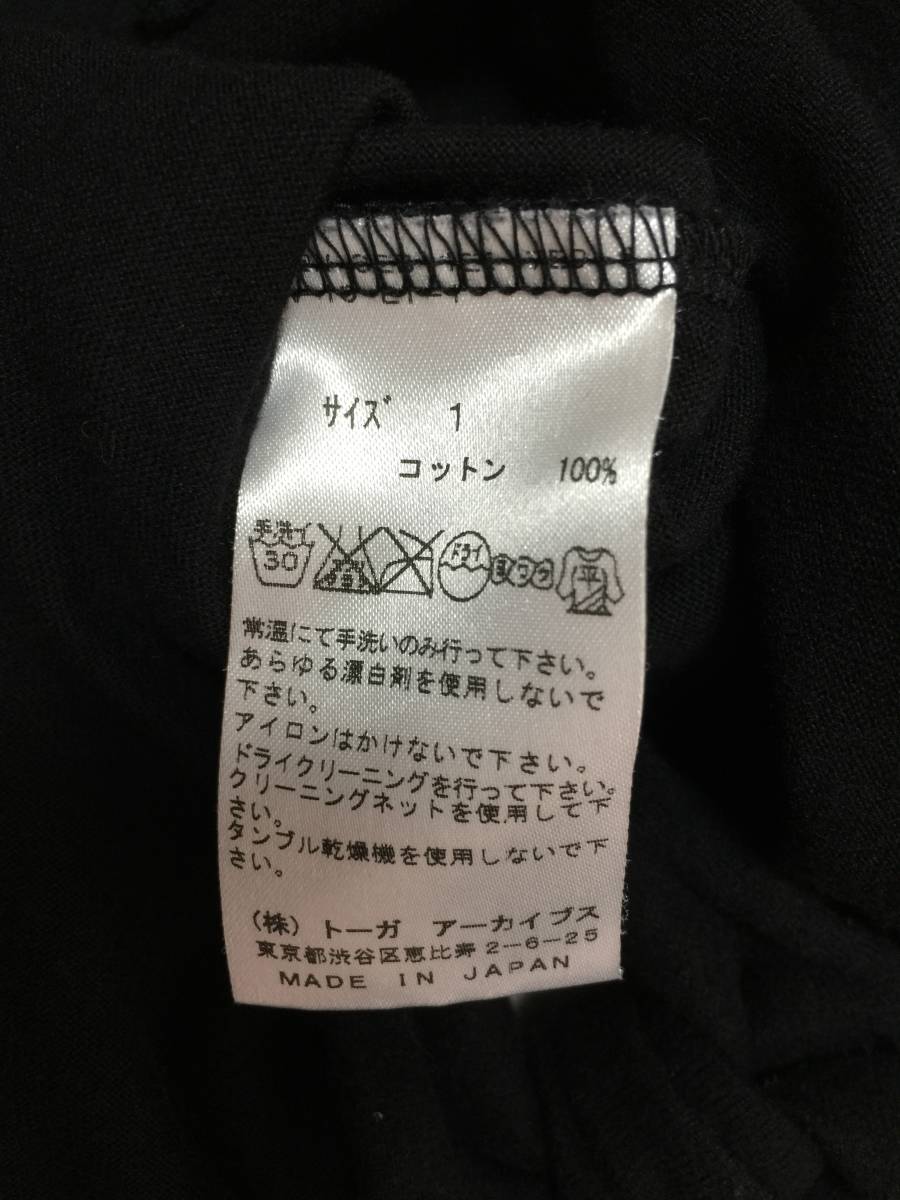 サイズ 1
コットン 100%
手洗イ
30
ドライ
ヨワク
平
常温にて手洗いのみ行って下さい。
あらゆる漂白剤を使用しないで
下さい。
アイロンはかけないで下さい。
ドライクリーニングを行って下さい。
クリーニングネットを使用して下
さい。
タンブル乾燥機を使用しないで下
さい。
(株) トーガ アーカイブス
東京都渋谷区恵比寿2-6-25
MADE IN JAPAN